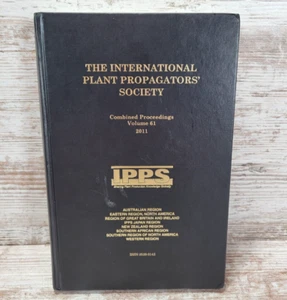 THE INTERNATIONAL
PLANT PROPAGATORS'
SOCIETY
Combined Proceedings
Volume 61
2011
IPPS
AUSTRALIAN REGION
EASTERN REGION, NORTH AMERICA
REGION OF GREAT BRITAIN AND IRELAND
IPPS JAPAN REGION
NEW ZEALAND REGION
SOUTHERN AFRICAN REGION
SOUTHERN REGION OF NORTH AMERICA
WESTERN REGION